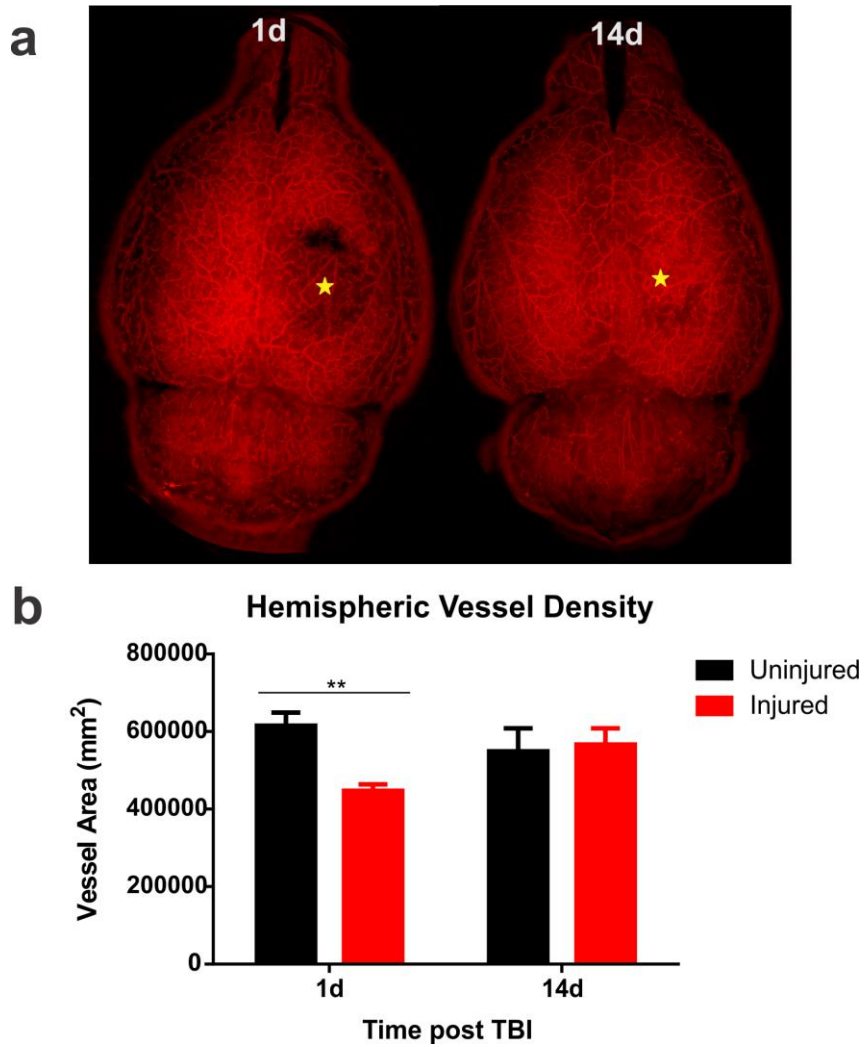 a
1d
14d
b
Hemispheric Vessel Density
800000
600000
400000
200000
0
Vessel Area (mm²)
**
Uninjured
Injured
1d
14d
Time post TBI